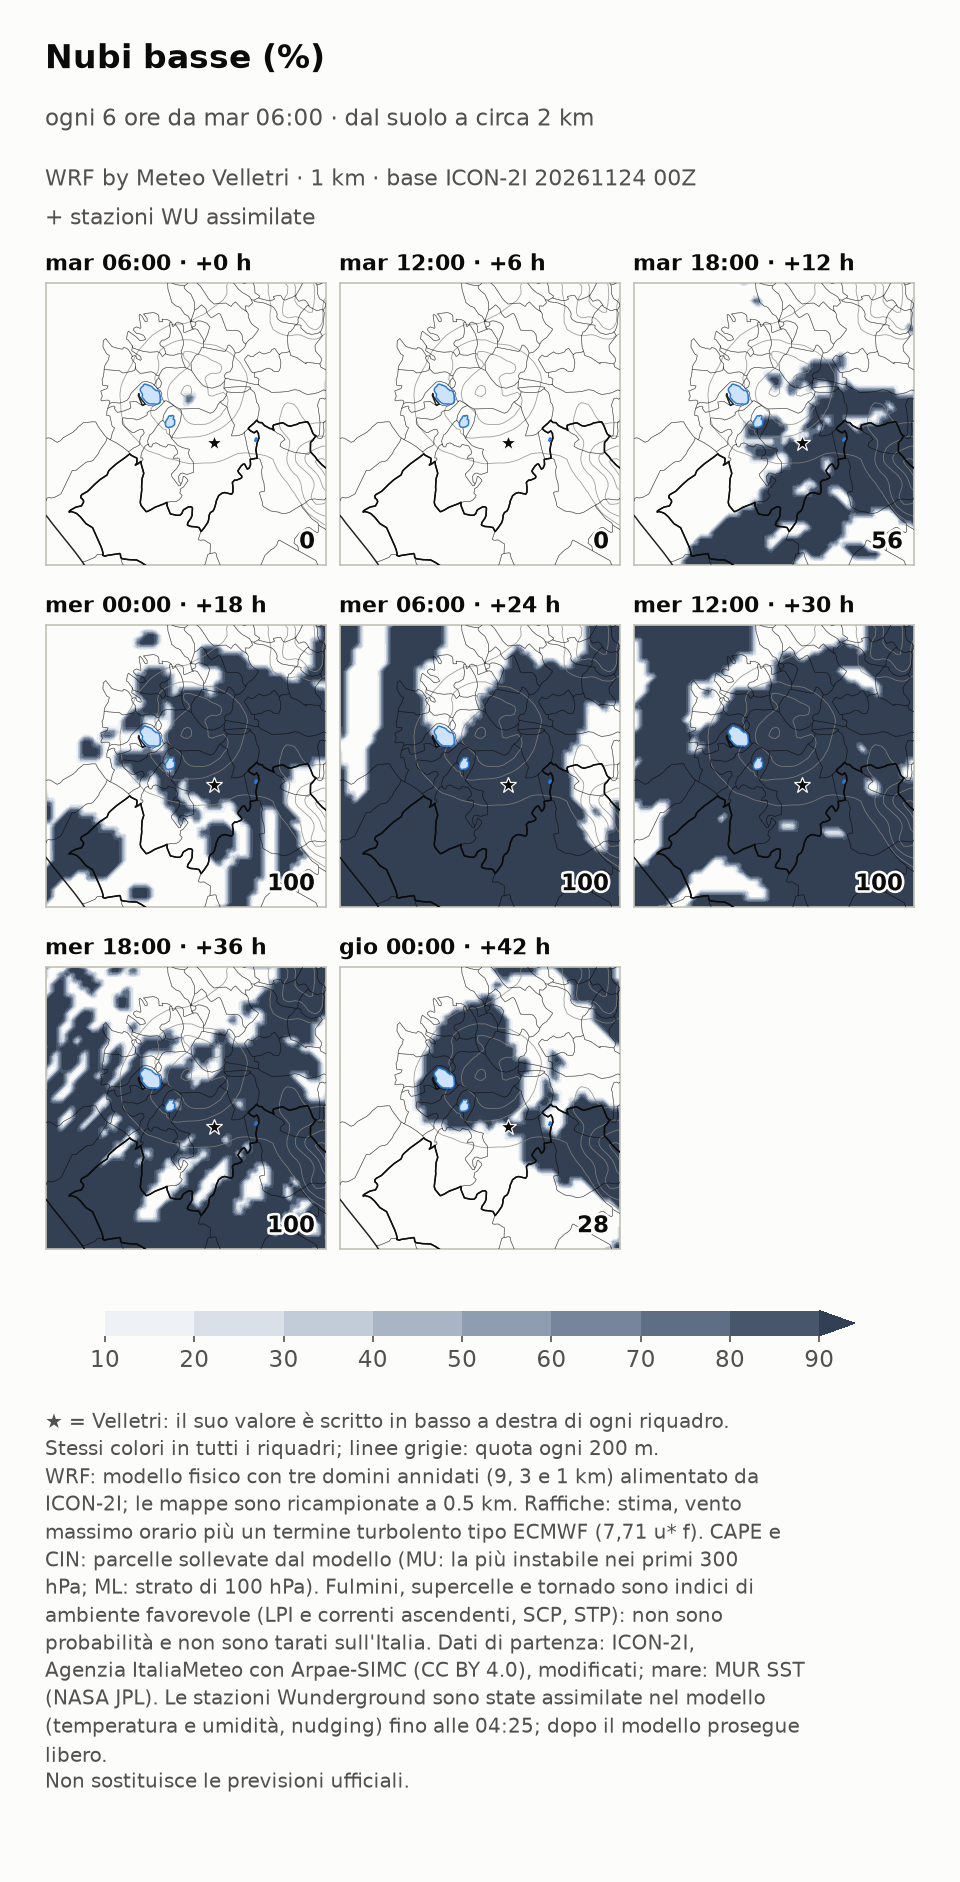 Nubi basse (%)
ogni 6 ore da mar 06:00 · dal suolo a circa 2 km
WRF by Meteo Velletri · 1 km · base ICON-2I 20261124 00Z
+ stazioni WU assimilate
mar 06:00 · +0 h
mar 12:00 · +6 h
mar 18:00 · +12 h
0
0
56
mer 00:00 · +18 h
mer 06:00 · +24 h
mer 12:00 · +30 h
100
100
100
mer 18:00 · +36 h
gio 00:00 · +42 h
100
28
10 20 30 40 50 60 70 80 90
★ = Velletri: il suo valore è scritto in basso a destra di ogni riquadro.
Stessi colori in tutti i riquadri; linee grigie: quota ogni 200 m.
WRF: modello fisico con tre domini annidati (9, 3 e 1 km) alimentato da
ICON-2I; le mappe sono ricampionate a 0.5 km. Raffiche: stima, vento
massimo orario più un termine turbolento tipo ECMWF (7,71 u* f). CAPE e
CIN: parcelle sollevate dal modello (MU: la più instabile nei primi 300
hPa; ML: strato di 100 hPa). Fulmini, supercelle e tornado sono indici di
ambiente favorevole (LPI e correnti ascendenti, SCP, STP): non sono
probabilità e non sono tarati sull'Italia. Dati di partenza: ICON-2I,
Agenzia ItaliaMeteo con Arpae-SIMC (CC BY 4.0), modificati; mare: MUR SST
(NASA JPL). Le stazioni Wunderground sono state assimilate nel modello
(temperatura e umidità, nudging) fino alle 04:25; dopo il modello prosegue
libero.
Non sostituisce le previsioni ufficiali.